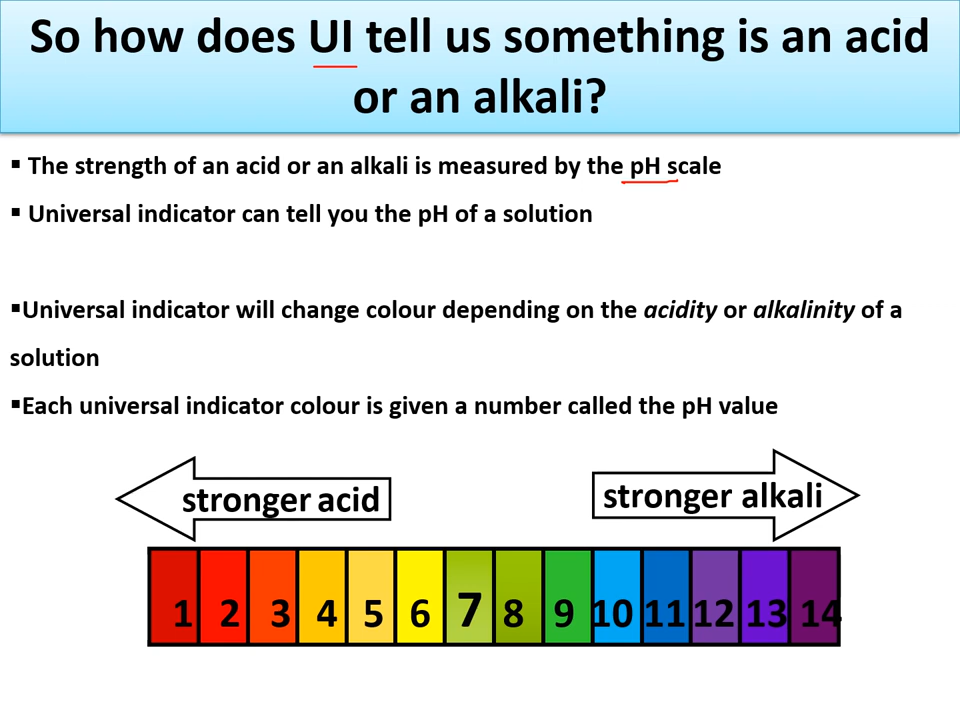 So how does UI tell us something is an acid
or an alkali?
▪ The strength of an acid or an alkali is measured by the pH scale
▪ Universal indicator can tell you the pH of a solution
▪Universal indicator will change colour depending on the acidity or alkalinity of a
solution
▪Each universal indicator colour is given a number called the pH value
stronger acid
stronger alkali
1 2 3 4 5 6 7 8 9 10 11 12 13 14